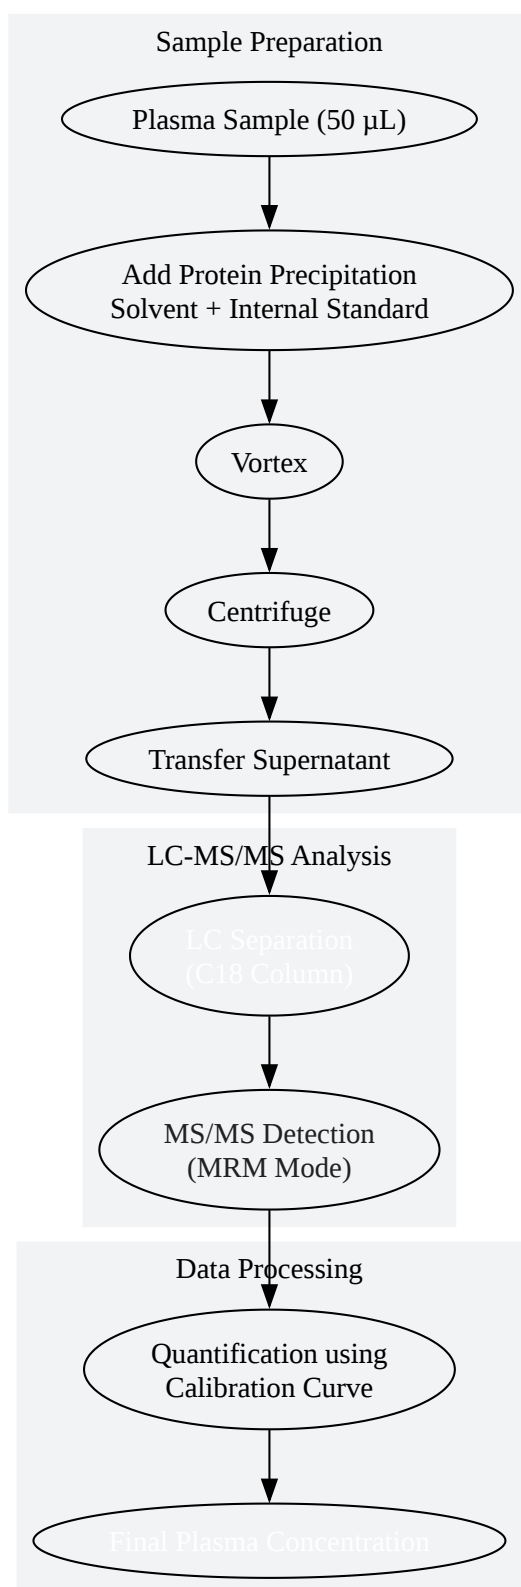 Sample Preparation
Plasma Sample (50 µL)
Add Protein Precipitation
Solvent + Internal Standard
Vortex
Centrifuge
Transfer Supernatant
LC-MS/MS Analysis
LC Separation
(C18 Column)
MS/MS Detection
(MRM Mode)
Data Processing
Quantification using
Calibration Curve
Final Plasma Concentration